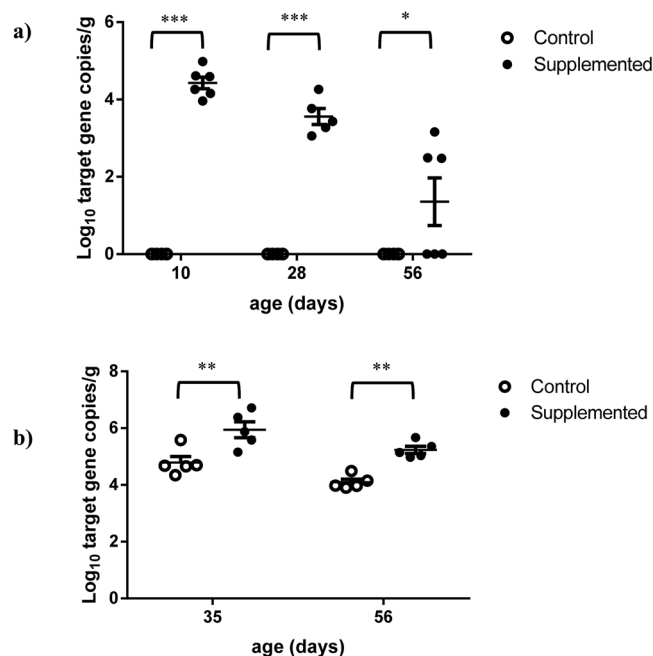 a)
Log10 target gene copies/g
6
4
2
0
***
***
*
10
28
56
age (days)
Control
Supplemented
b)
Log10 target gene copies/g
8
6
4
2
0
**
**
35
56
age (days)
Control
Supplemented